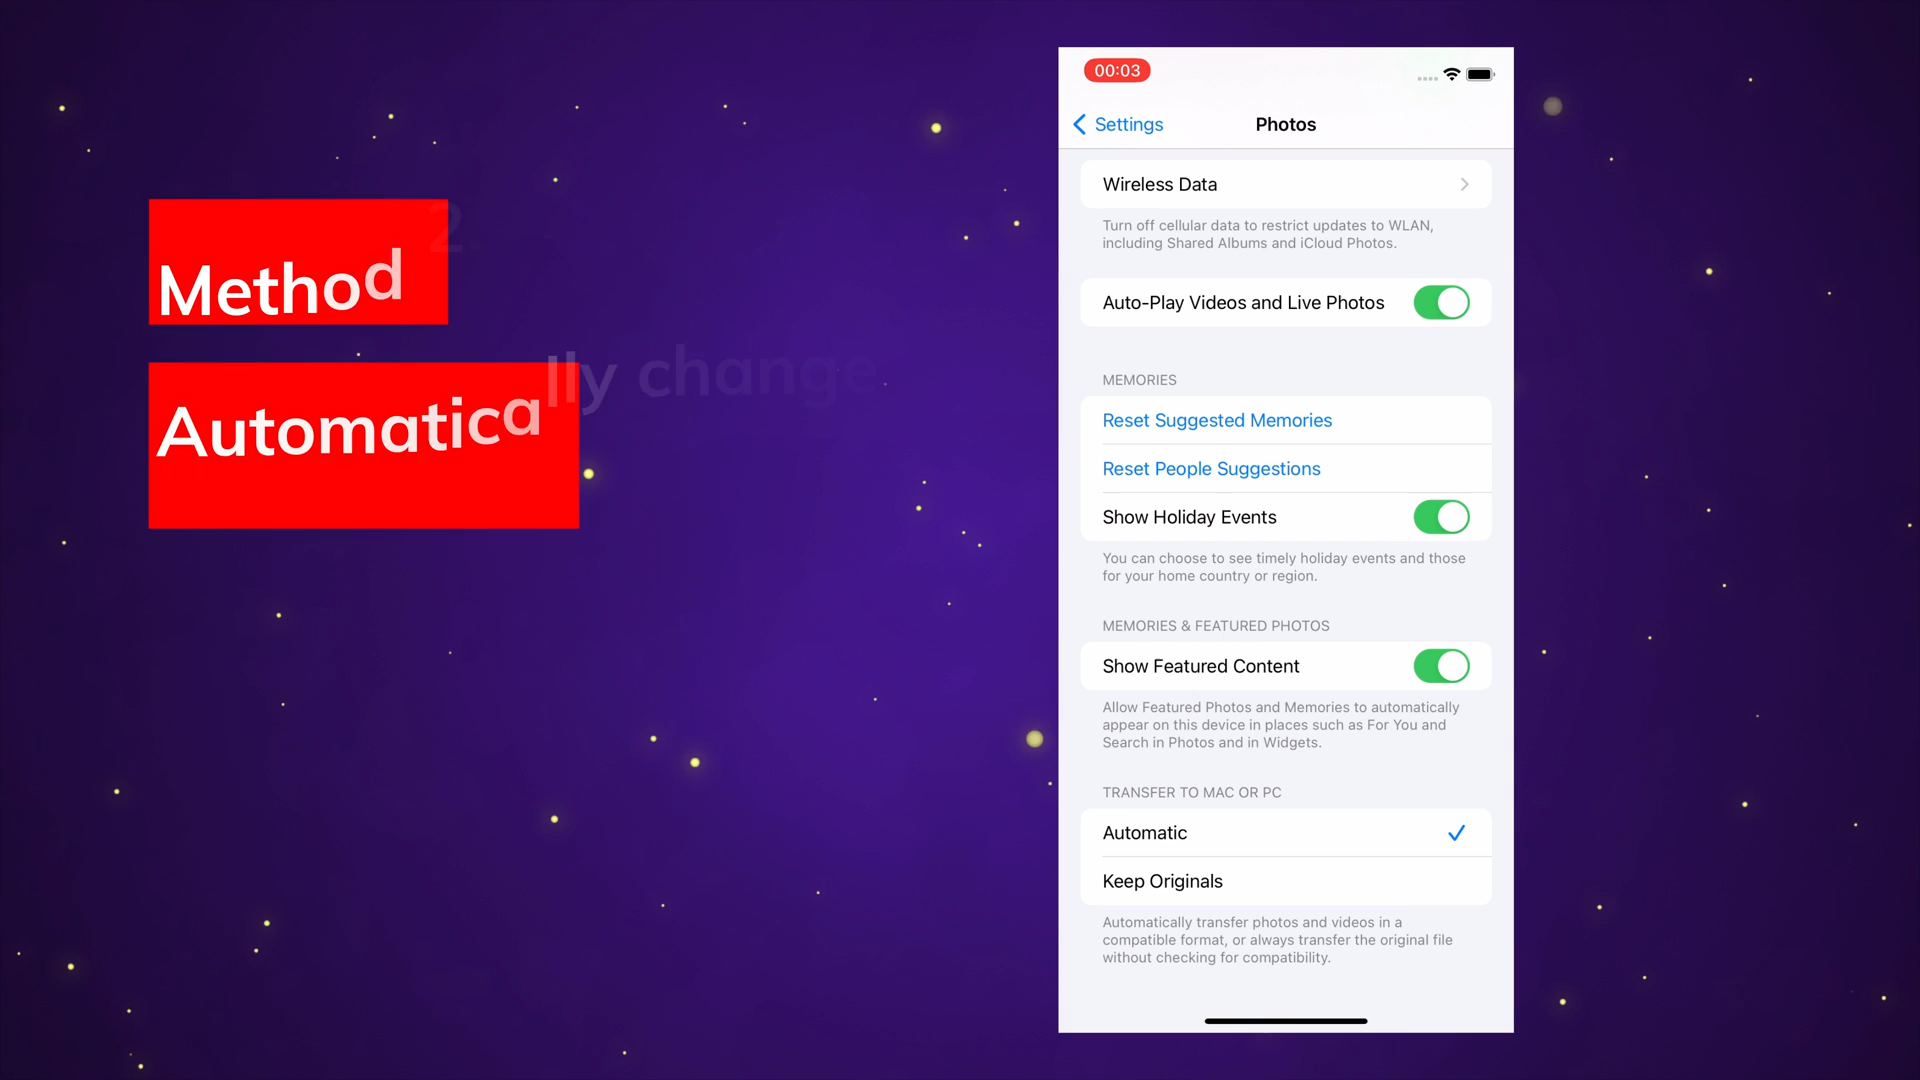 Method 2.
Automatically change
00:03
Settings
Photos
Wireless Data
Turn off cellular data to restrict updates to WLAN,
including Shared Albums and iCloud Photos.
Auto-Play Videos and Live Photos
MEMORIES
Reset Suggested Memories
Reset People Suggestions
Show Holiday Events
You can choose to see timely holiday events and those
for your home country or region.
MEMORIES & FEATURED PHOTOS
Show Featured Content
Allow Featured Photos and Memories to automatically
appear on this device in places such as For You and
Search in Photos and in Widgets.
TRANSFER TO MAC OR PC
Automatic
Keep Originals
Automatically transfer photos and videos in a
compatible format, or always transfer the original file
without checking for compatibility.